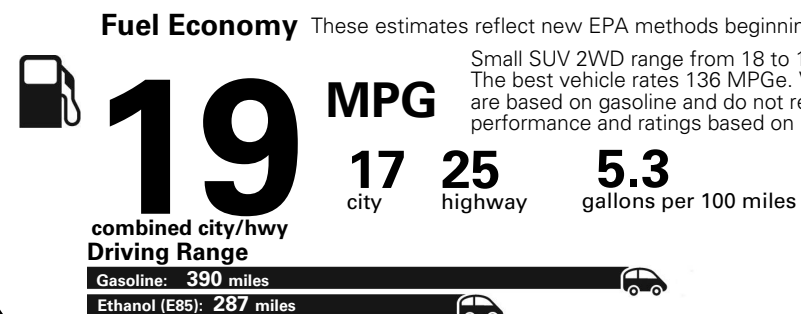 Fuel Economy These estimates reflect new EPA methods beginning
Small SUV 2WD range from 18 to
The best vehicle rates 136 MPGe.
are based on gasoline and do not
performance and ratings based on
19 MPG
17 25 5.3
city highway gallons per 100 miles
combined city/hwy
Driving Range
Gasoline: 390 miles
Ethanol (E85): 287 miles